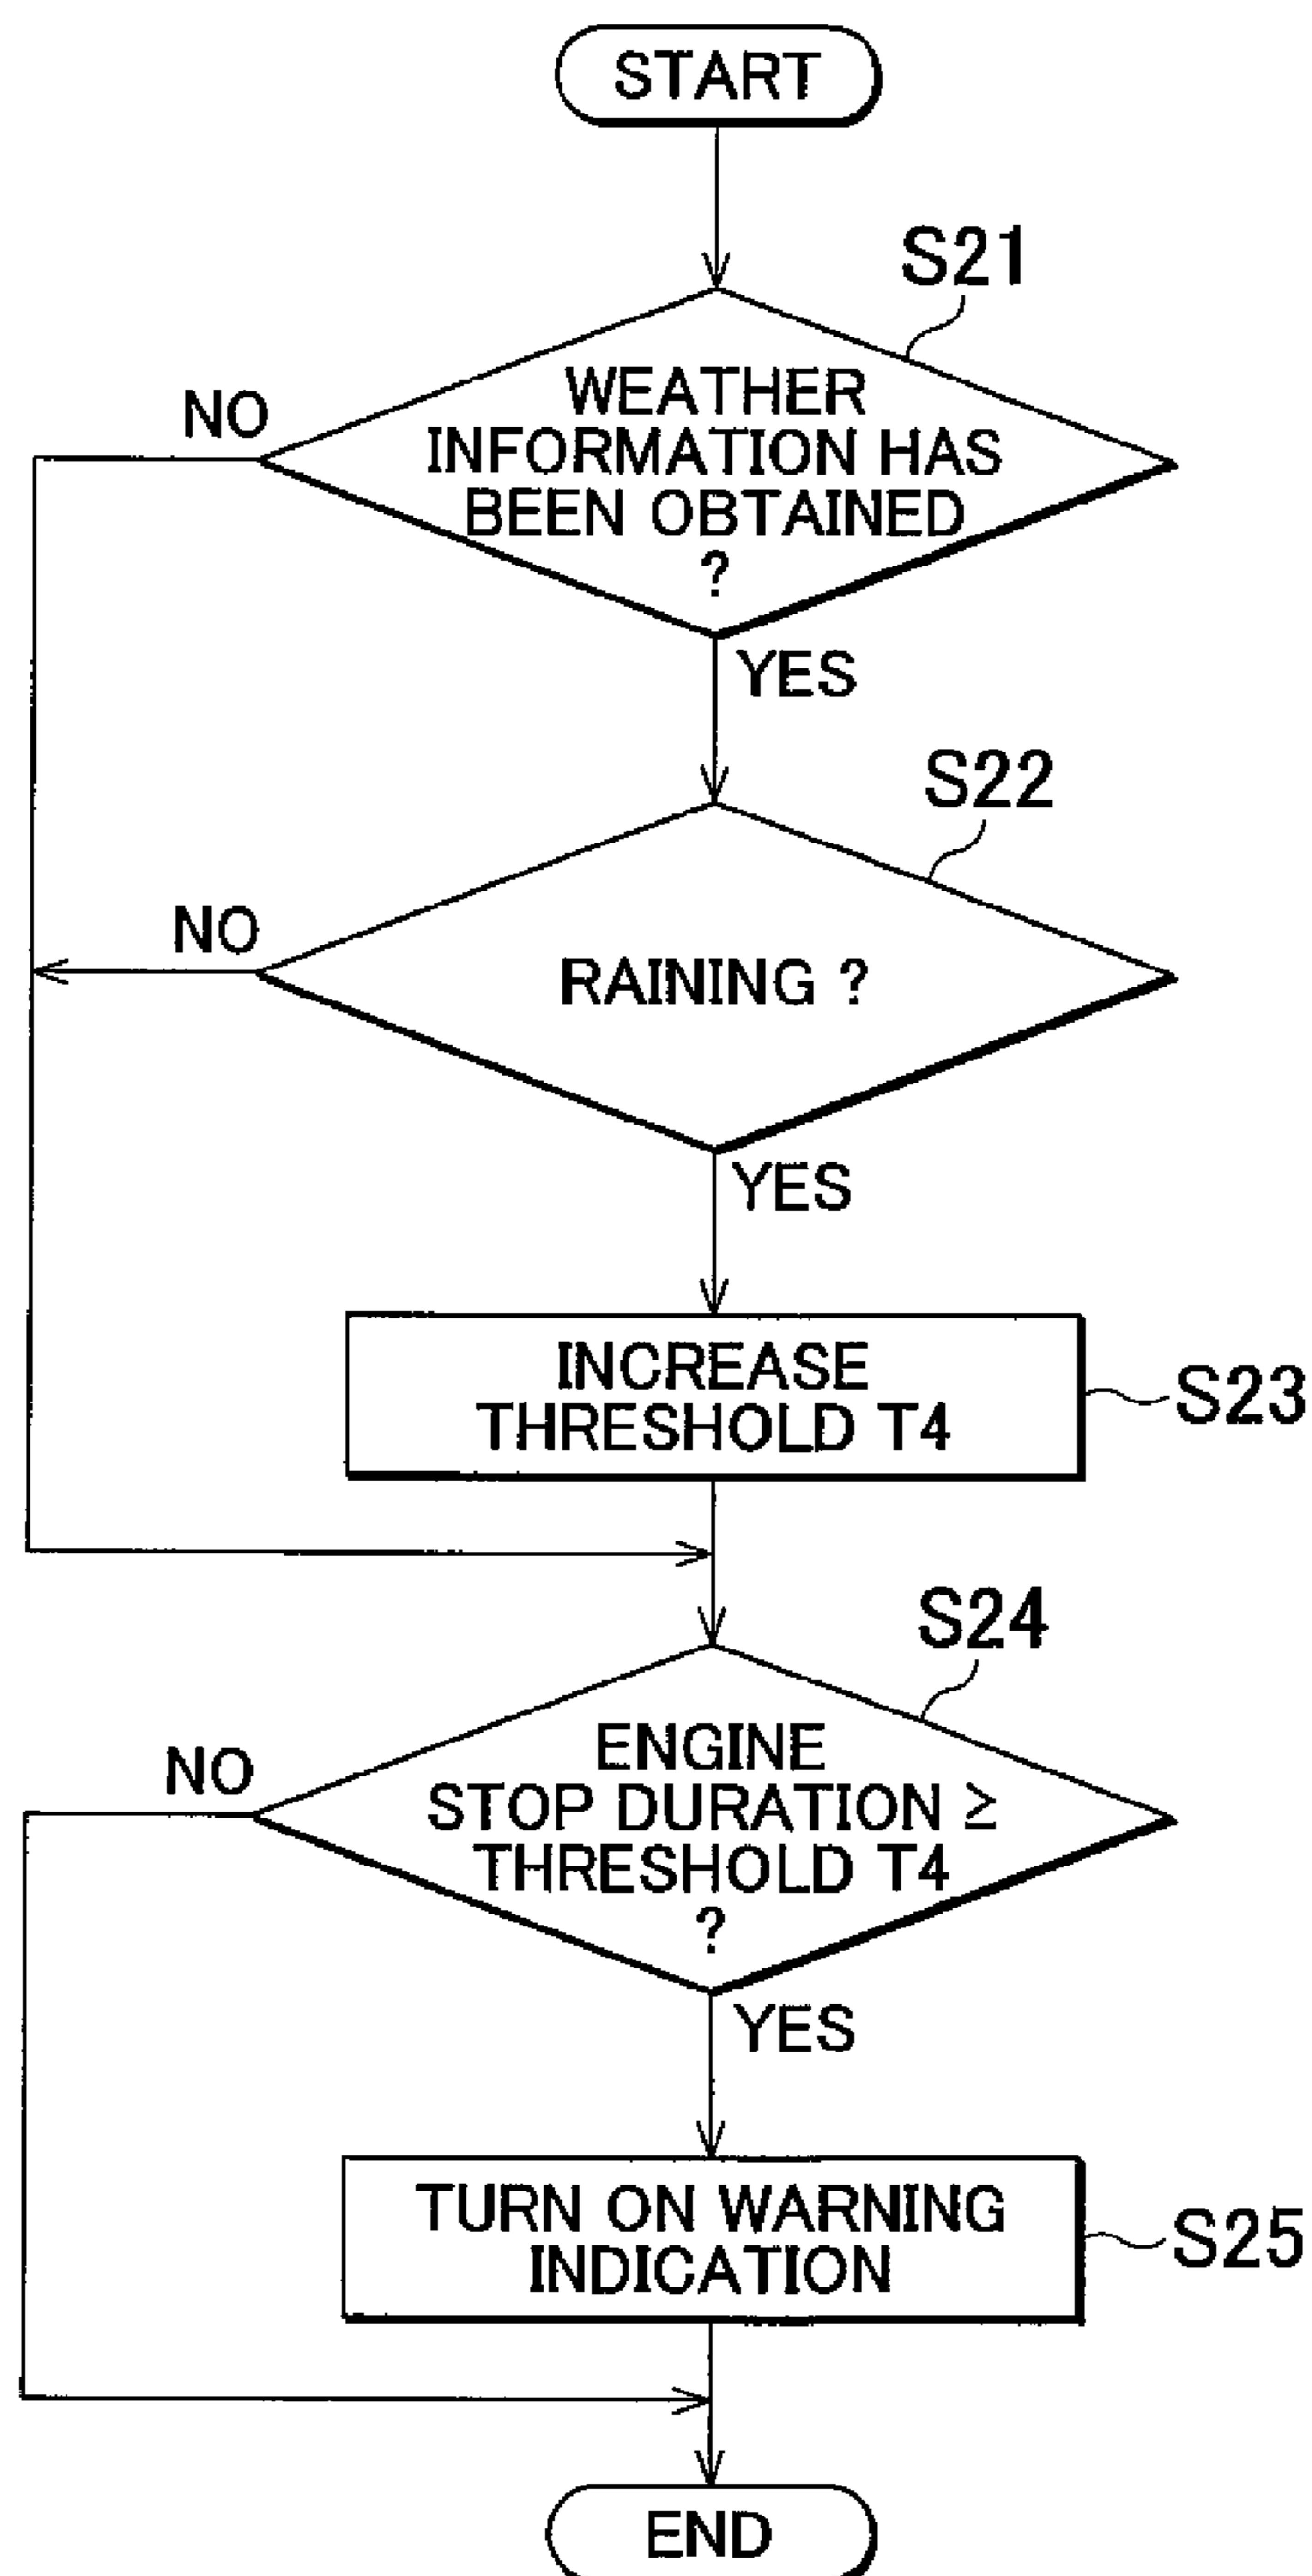 START
S21
WEATHER
INFORMATION HAS
BEEN OBTAINED
?
NO
YES
S22
RAINING ?
NO
YES
INCREASE
THRESHOLD T4
S23
S24
ENGINE
STOP DURATION ≥
THRESHOLD T4
?
NO
YES
TURN ON WARNING
INDICATION
S25
END